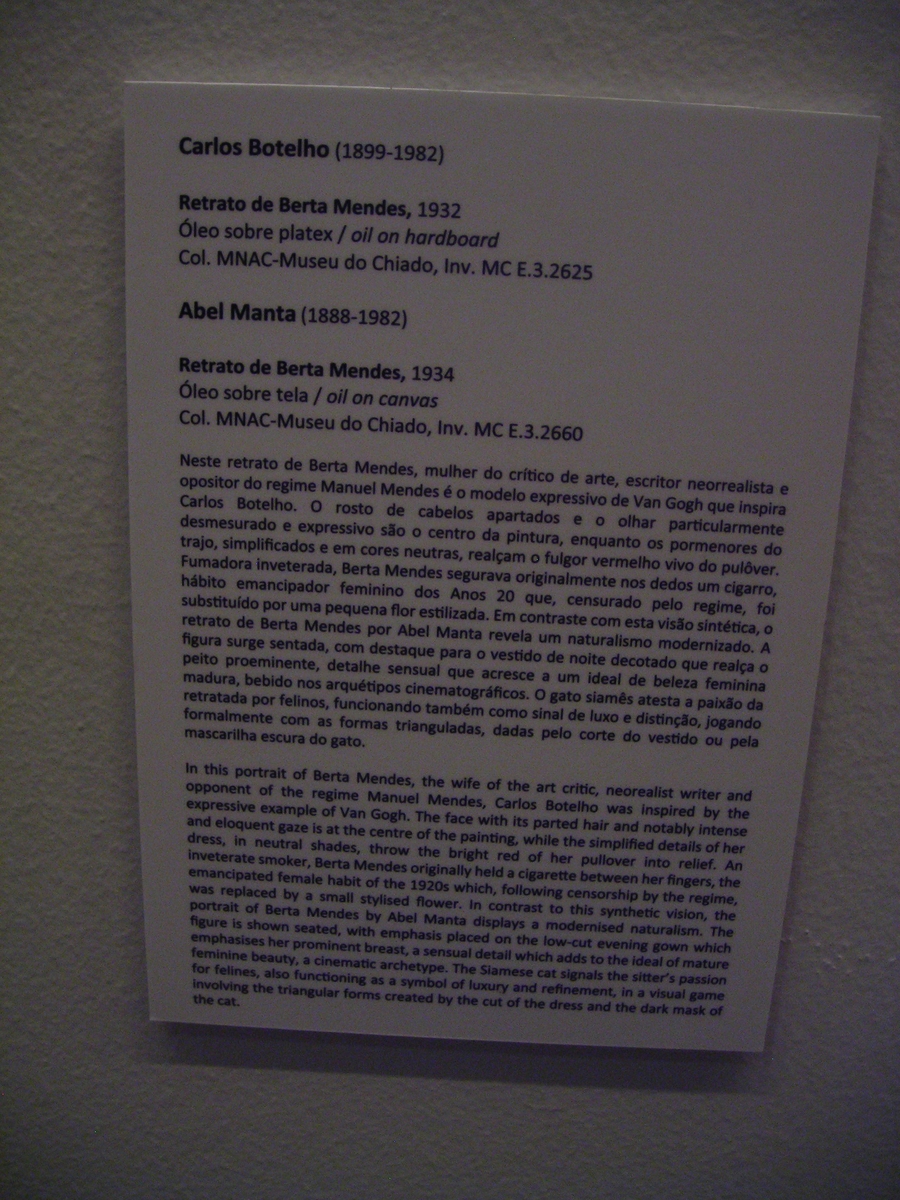 Carlos Botelho (1899-1982)
Retrato de Berta Mendes, 1932
Óleo sobre platex / oil on hardboard
Col. MNAC-Museu do Chiado, Inv. MC E.3.2625
Abel Manta (1888-1982)
Retrato de Berta Mendes, 1934
Óleo sobre tela / oil on canvas
Col. MNAC-Museu do Chiado, Inv. MC E.3.2660
Neste retrato de Berta Mendes, mulher do crítico de arte, escritor neorrealista e
opositor do regime Manuel Mendes é o modelo expressivo de Van Gogh que inspira
Carlos Botelho. O rosto de cabelos apartados e o olhar particularmente
desmesurado e expressivo são o centro da pintura, enquanto os pormenores do
trajo, simplificados e em cores neutras, realçam o fulgor vermelho vivo do pulôver.
Fumadora inveterada, Berta Mendes segurava originalmente nos dedos um cigarro,
hábito emancipador feminino dos Anos 20 que, censurado pelo regime, foi
substituído por uma pequena flor estilizada. Em contraste com esta visão sintética, o
retrato de Berta Mendes por Abel Manta revela um naturalismo modernizado. A
figura surge sentada, com destaque para o vestido de noite decotado que realça o
peito proeminente, detalhe sensual que acresce a um ideal de beleza feminina
madura, bebido nos arquétipos cinematográficos. O gato siamês atesta a paixão da
retratada por felinos, funcionando também como sinal de luxo e distinção, jogando
formalmente com as formas trianguladas, dadas pelo corte do vestido ou pela
mascarilha escura do gato.
In this portrait of Berta Mendes, the wife of the art critic, neorealist writer and
opponent of the regime Manuel Mendes, Carlos Botelho was inspired by the
expressive example of Van Gogh. The face with its parted hair and notably intense
and eloquent gaze is at the centre of the painting, while the simplified details of her
dress, in neutral shades, throw the bright red of her pullover into relief. An
inveterate smoker, Berta Mendes originally held a cigarette between her fingers, the
emancipated female habit of the 1920s which, following censorship by the regime,
was replaced by a small stylised flower. In contrast to this synthetic vision, the
portrait of Berta Mendes by Abel Manta displays a modernised naturalism. The
figure is shown seated, with emphasis placed on the low-cut evening gown which
emphasises her prominent breast, a sensual detail which adds to the ideal of mature
feminine beauty, a cinematic archetype. The Siamese cat signals the sitter's passion
for felines, also functioning as a symbol of luxury and refinement, in a visual game
involving the triangular forms created by the cut of the dress and the dark mask of
the cat.